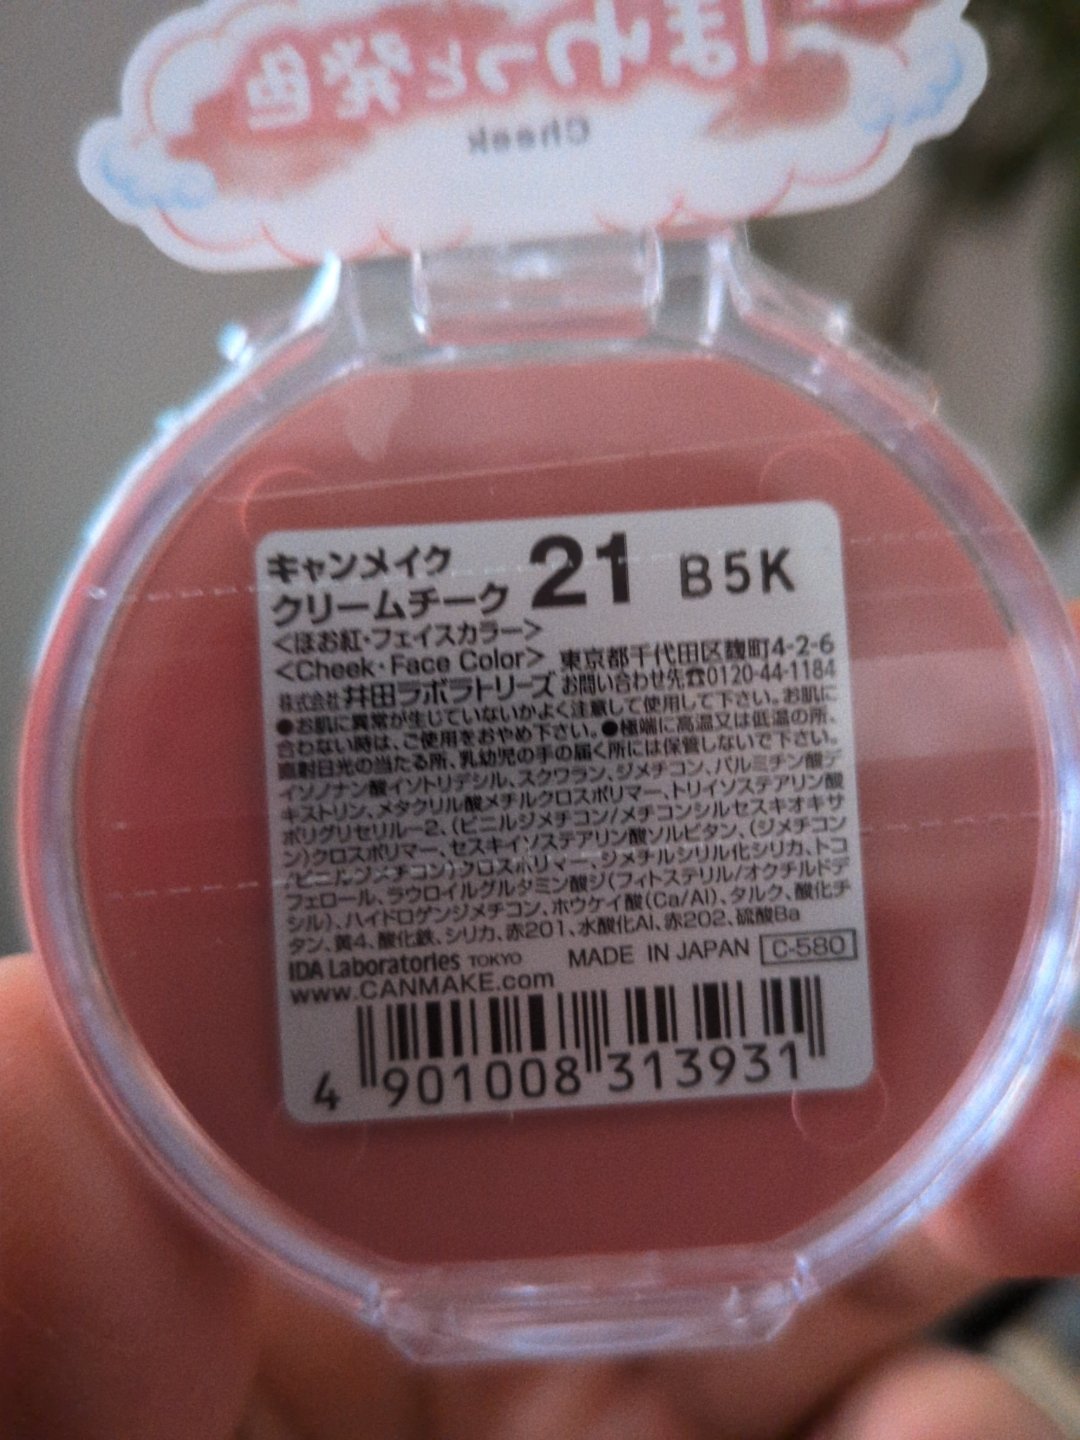 ほわっと発色
Cheek
キャンメイク
クリームチーク
21 B5K
<ほお紅・フェイスカラー>
<Cheek・Face Color> 東京都千代田区麹町4-2-6
株式会社 井田ラボラトリーズ お問い合わせ先☎0120-44-1184
●お肌に異常が生じていないかよく注意して使用して下さい。お肌に
合わない時は、ご使用をおやめ下さい。●極端に高温又は低温の所、
直射日光の当たる所、乳幼児の手の届く所には保管しないで下さい。
イソノナン酸イソトリデシル、スクワラン、ジメチコン、パルミチン酸デ
キストリン、メタクリル酸メチルクロスポリマー、トリイソステアリン酸
ポリグリセリル-2、(ビニルジメチコン/メチコンシルセスキオキサ
ン)クロスポリマー、セスキイソステアリン酸ソルビタン、(ジメチコン
/ビニルジメチコン)クロスポリマー、ジメチルシリル化シリカ、トコ
フェロール、ラウロイルグルタミン酸ジ(フィトステリル/オクチルドデ
シル)、ハイドロゲンジメチコン、ホウケイ酸(Ca/Al)、タルク、酸化チ
タン、黄4、酸化鉄、シリカ、赤201、水酸化Al、赤202、硫酸Ba
IDA Laboratories TOKYO MADE IN JAPAN C-580
www.CANMAKE.com
4 901008 313931